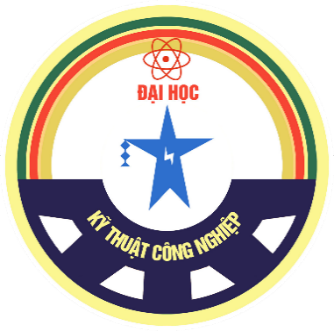 ĐẠI HỌC
KỸ THUẬT CÔNG NGHIỆP